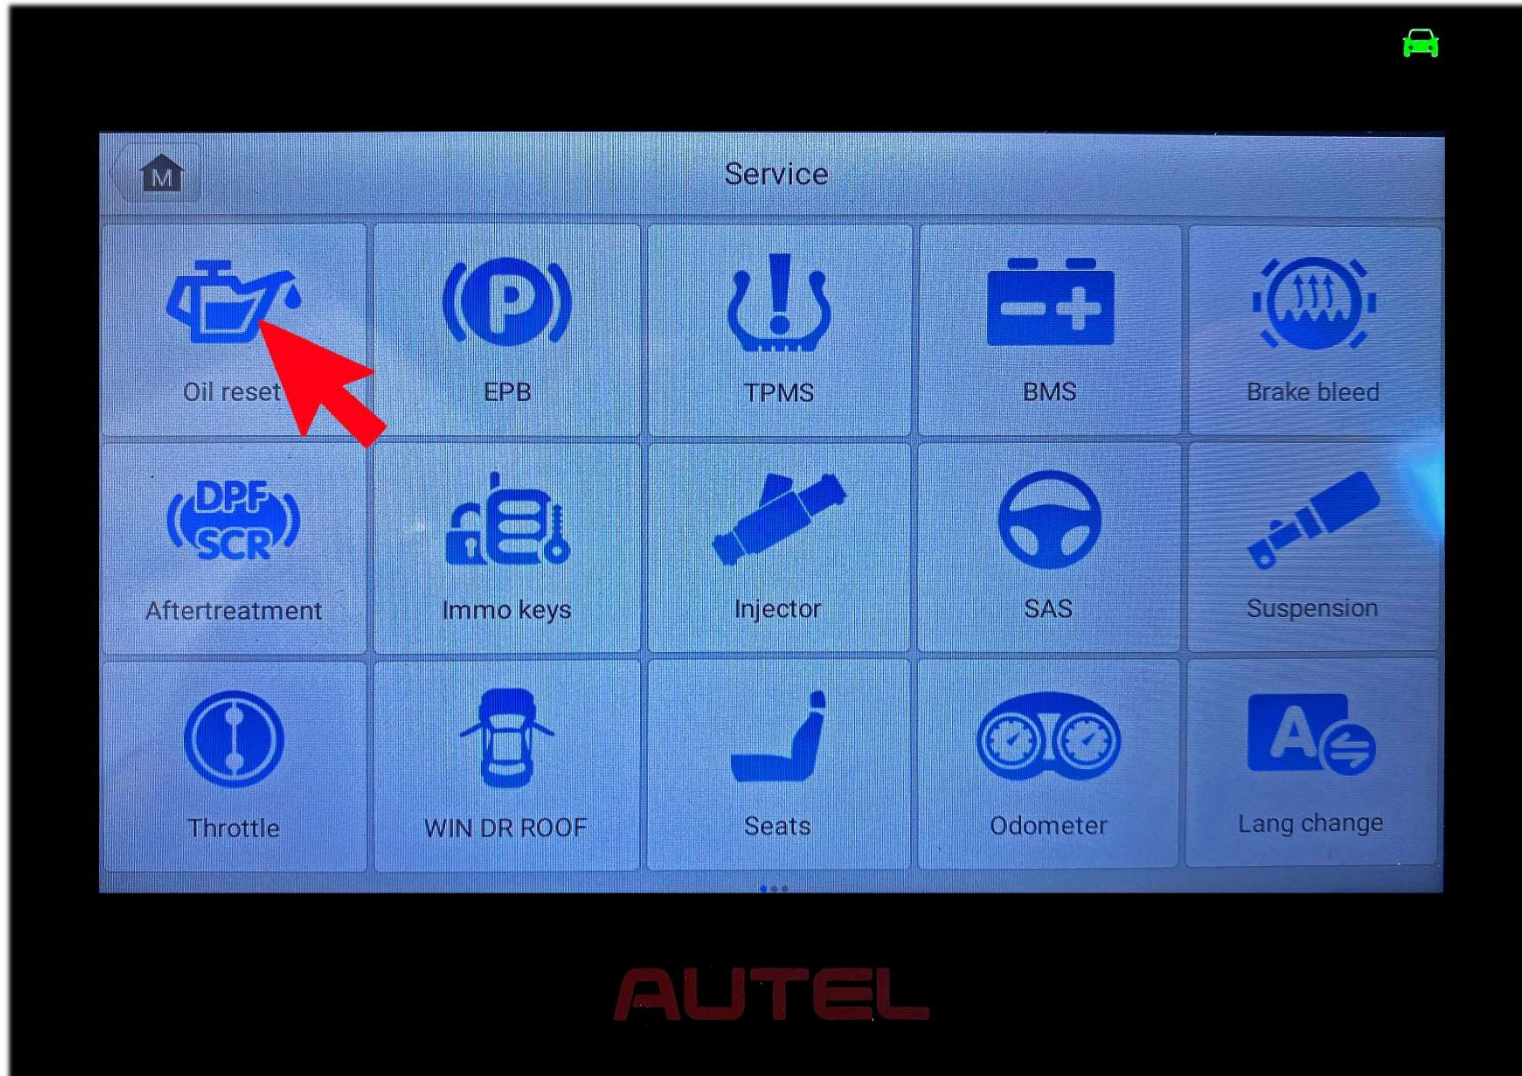 M
Service
Oil reset
EPB
TPMS
BMS
Brake bleed
DPF
SCR
Aftertreatment
Immo keys
Injector
SAS
Suspension
Throttle
WIN DR ROOF
Seats
Odometer
A
Lang change
AUTEL